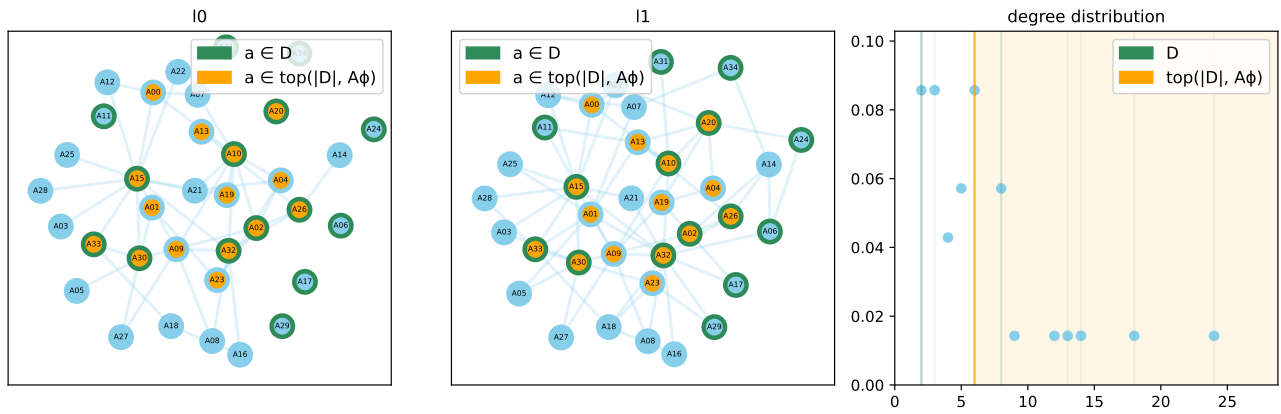 l0
a ∈ D
a ∈ top(|D|, Aϕ)
A34
A22
A12
A00
A07
A11
A20
A13
A24
A10
A25
A14
A15
A04
A28
A21
A19
A01
A26
A03
A02
A06
A33
A09
A32
A30
A23
A17
A05
A18
A29
A27
A08
A16
l1
a ∈ D
a ∈ top(|D|, Aϕ)
A31
A34
A12
A00
A07
A11
A20
A13
A24
A10
A25
A14
A15
A04
A28
A21
A19
A01
A26
A03
A02
A06
A33
A09
A32
A30
A23
A17
A05
A18
A29
A27
A08
A16
degree distribution
D
top(|D|, Aϕ)
0.10
0.08
0.06
0.04
0.02
0.00
0 5 10 15 20 25